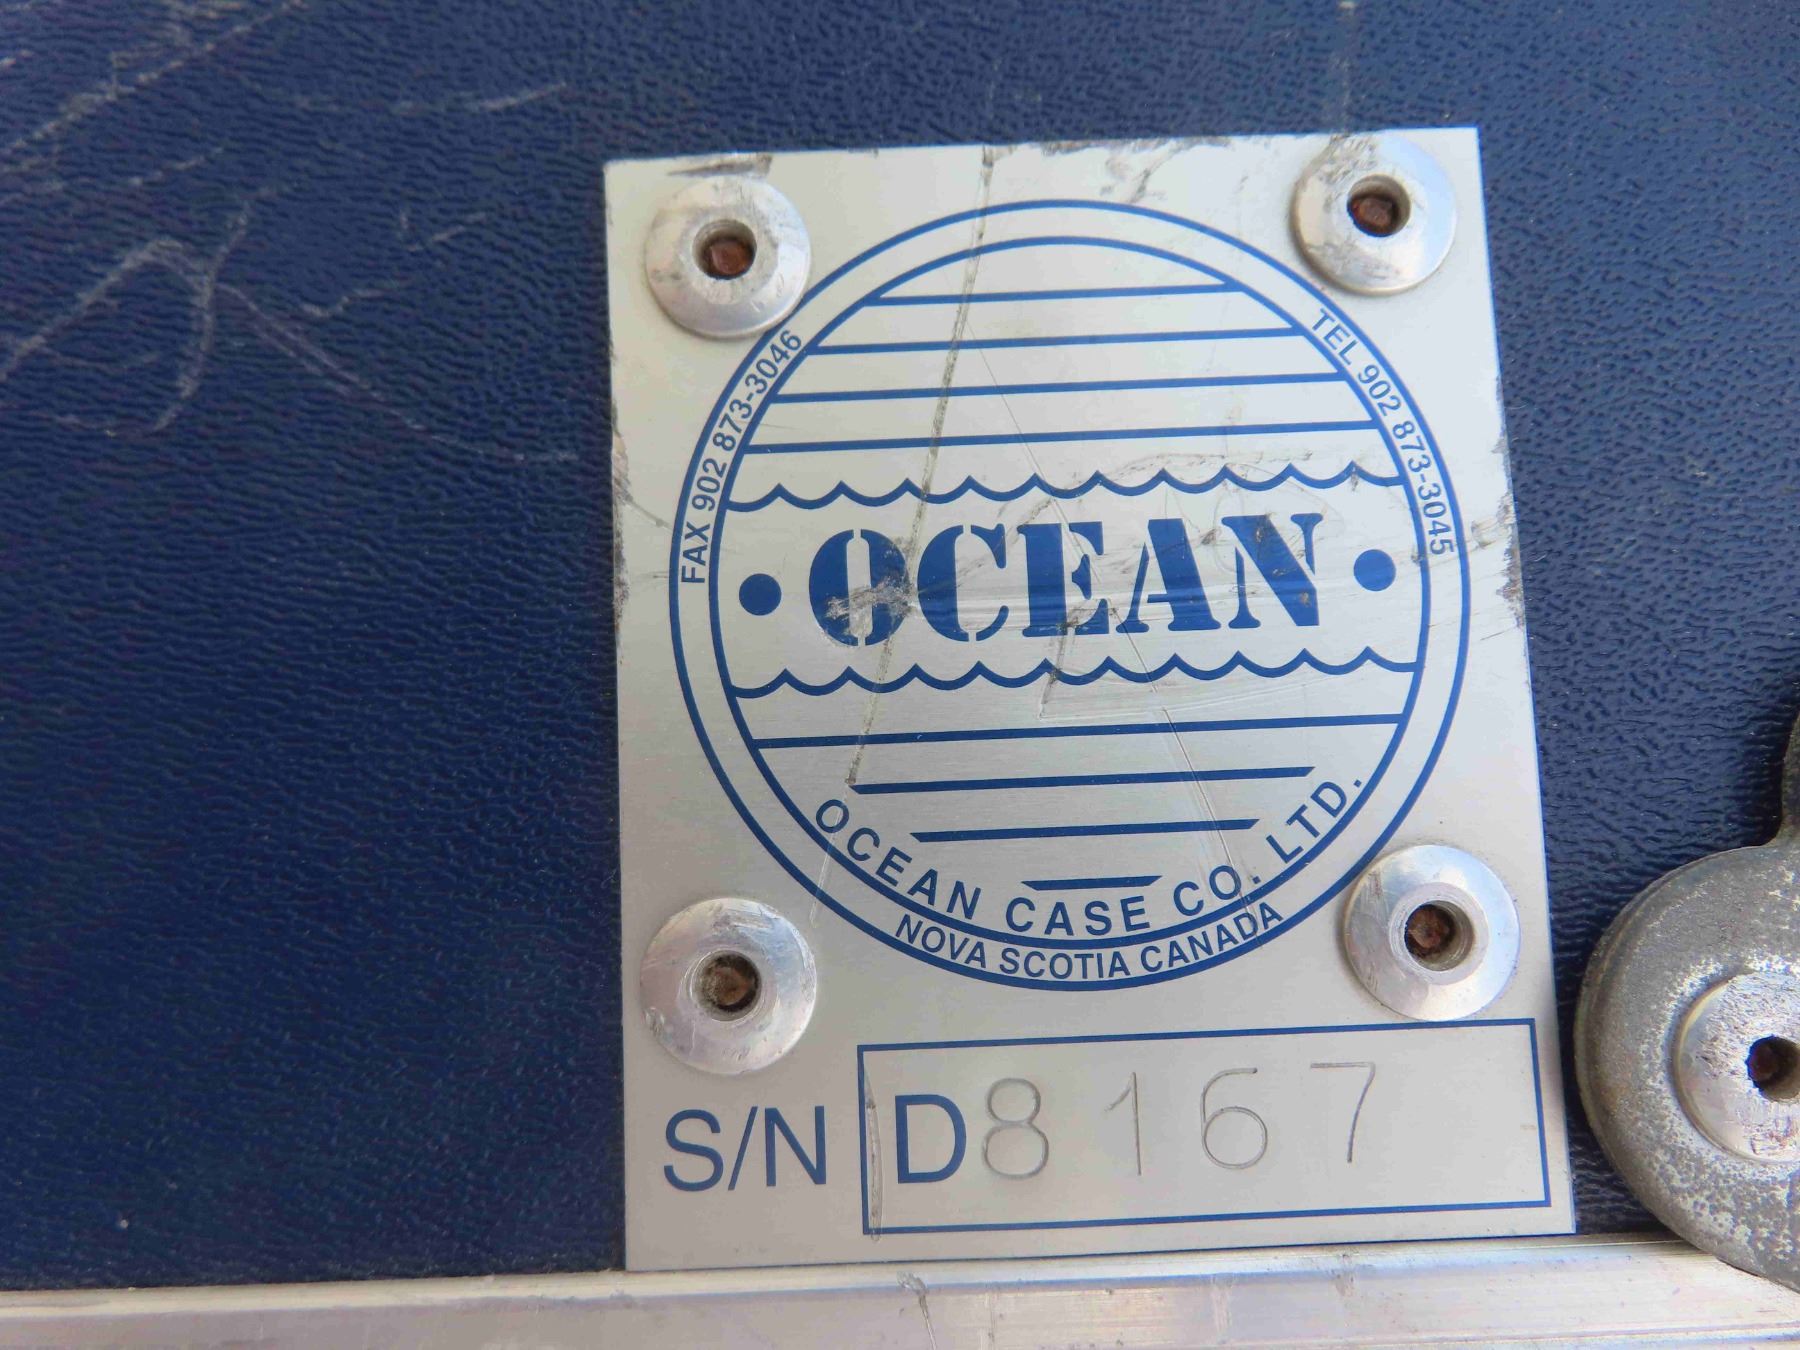 FAX 902 873-3046
TEL 902 873-3045
• OCEAN •
OCEAN CASE CO. LTD.
NOVA SCOTIA CANADA
S/N D8167